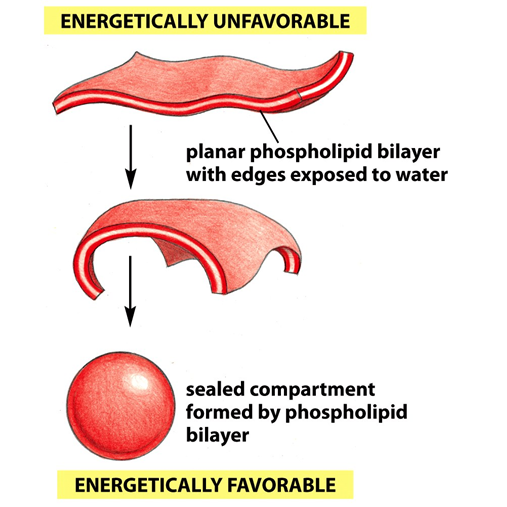 ENERGETICALLY UNFAVORABLE
planar phospholipid bilayer
with edges exposed to water
sealed compartment
formed by phospholipid
bilayer
ENERGETICALLY FAVORABLE